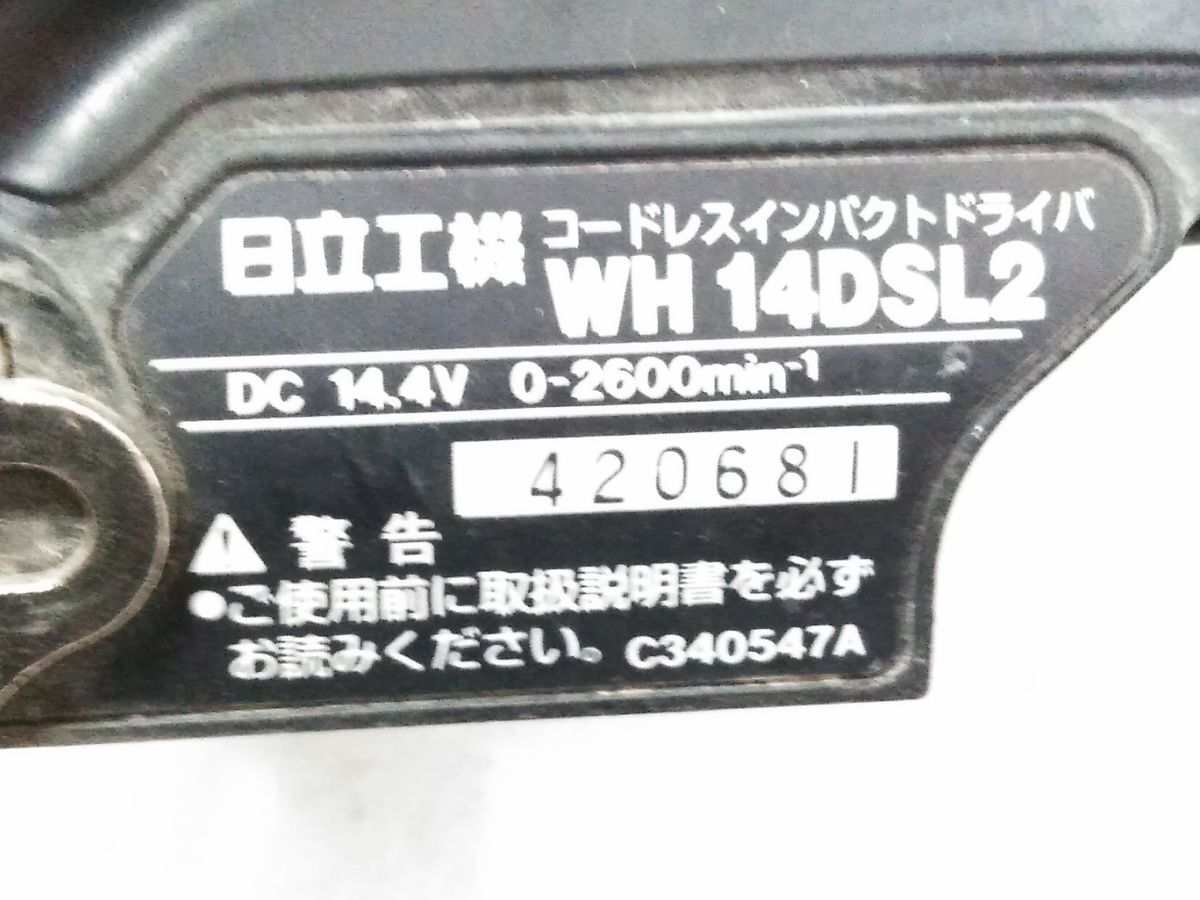 日立工機 コードレスインパクトドライバ
WH 14DSL2
DC 14.4V 0-2600min⁻¹
420681
警告
●ご使用前に取扱説明書を必ず
お読みください。 C340547A